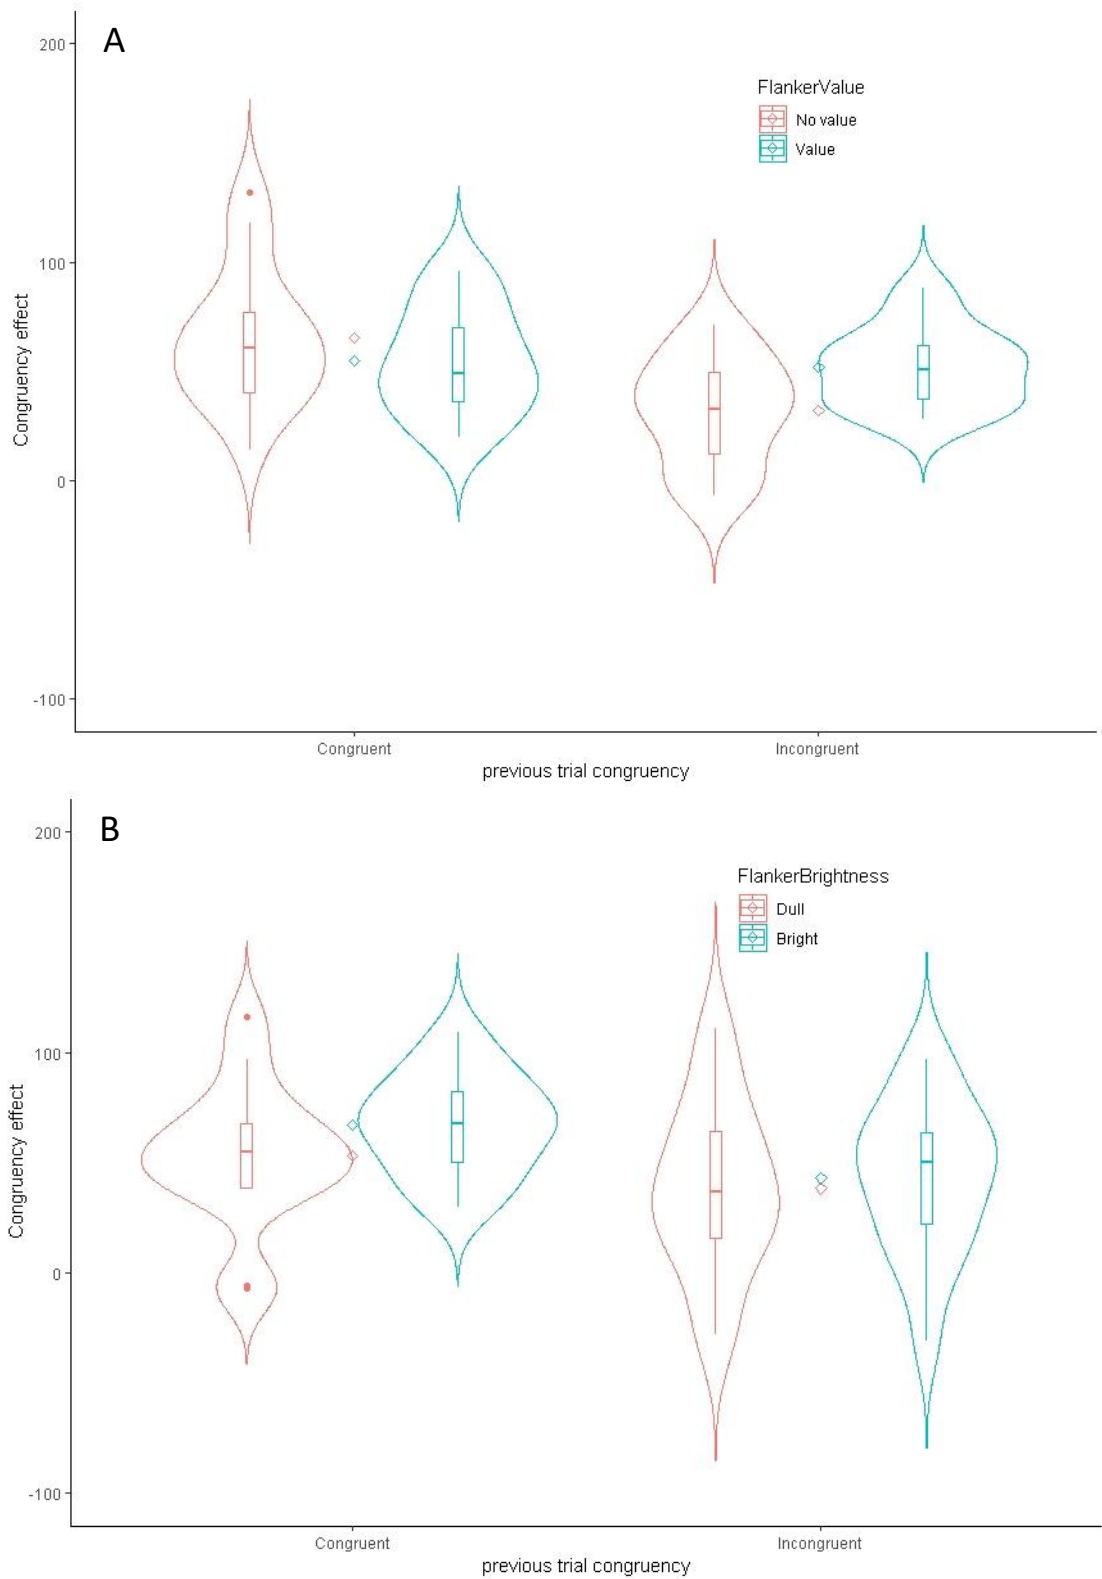 A
200
100
0
-100
Congruency effect
FlankerValue
No value
Value
Congruent
Incongruent
previous trial congruency
B
200
100
0
-100
Congruency effect
FlankerBrightness
Dull
Bright
Congruent
Incongruent
previous trial congruency